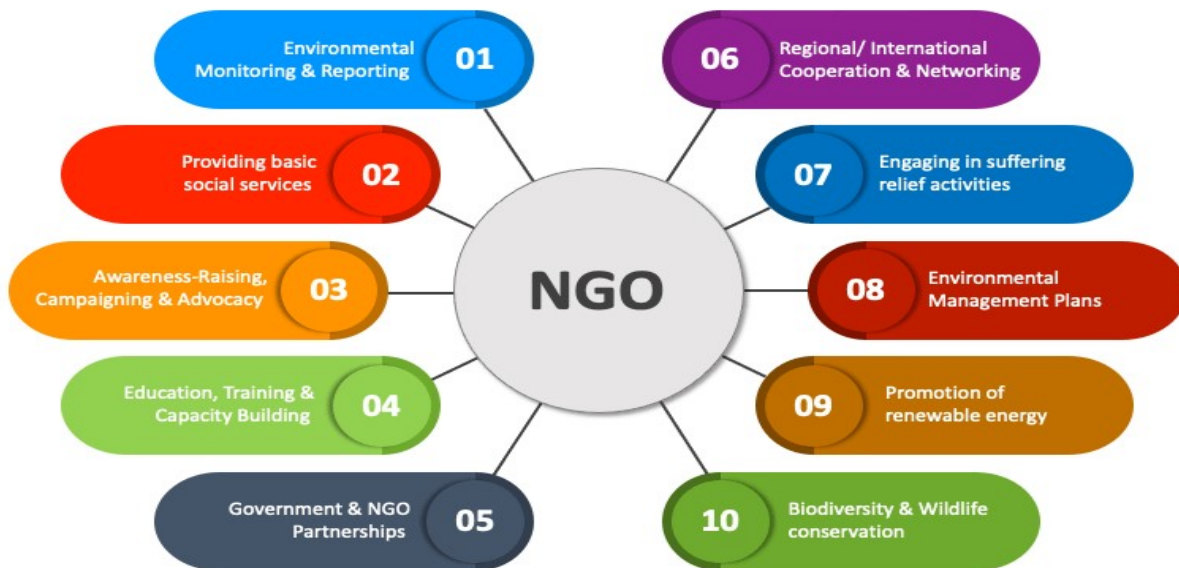 Environmental
Monitoring & Reporting
01
Providing basic
social services
02
Awareness-Raising,
Campaigning & Advocacy
03
Education, Training &
Capacity Building
04
Government & NGO
Partnerships
05
NGO
06
Regional/ International
Cooperation & Networking
07
Engaging in suffering
relief activities
08
Environmental
Management Plans
09
Promotion of
renewable energy
10
Biodiversity & Wildlife
conservation